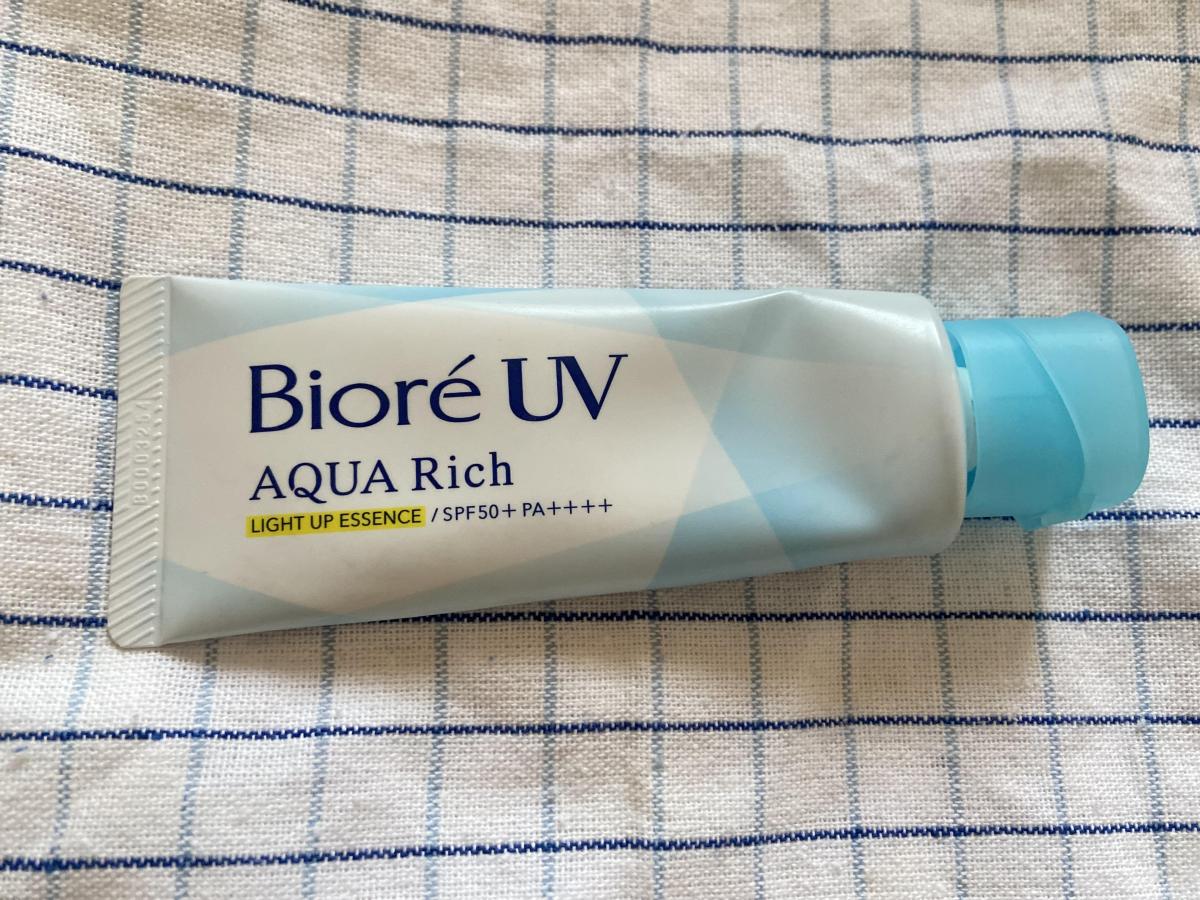 Bioré UV
AQUA Rich
LIGHT UP ESSENCE / SPF50+ PA++++